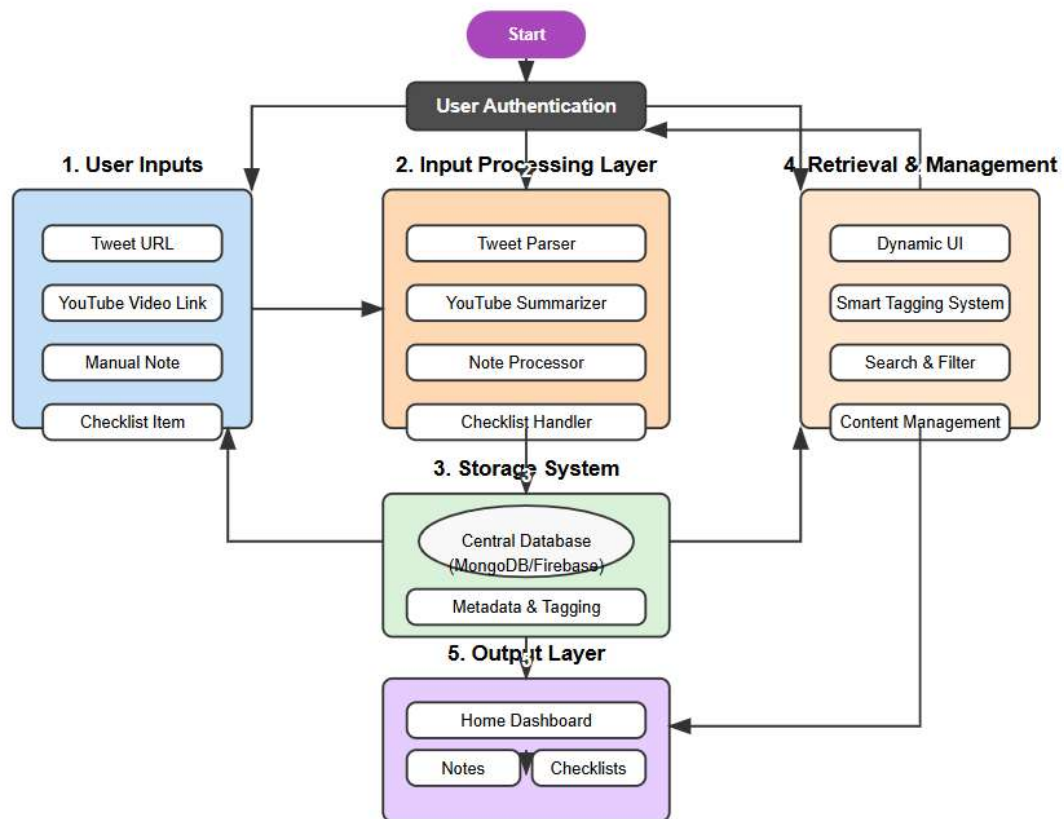 Start
User Authentication
1. User Inputs
2. Input Processing Layer
4. Retrieval & Management
2
Tweet URL
Tweet Parser
Dynamic UI
YouTube Video Link
YouTube Summarizer
Smart Tagging System
Manual Note
Note Processor
Search & Filter
Checklist Item
Checklist Handler
Content Management
3. Storage System
3
Central Database
(MongoDB/Firebase)
Metadata & Tagging
5. Output Layer
Home Dashboard
Notes
Checklists